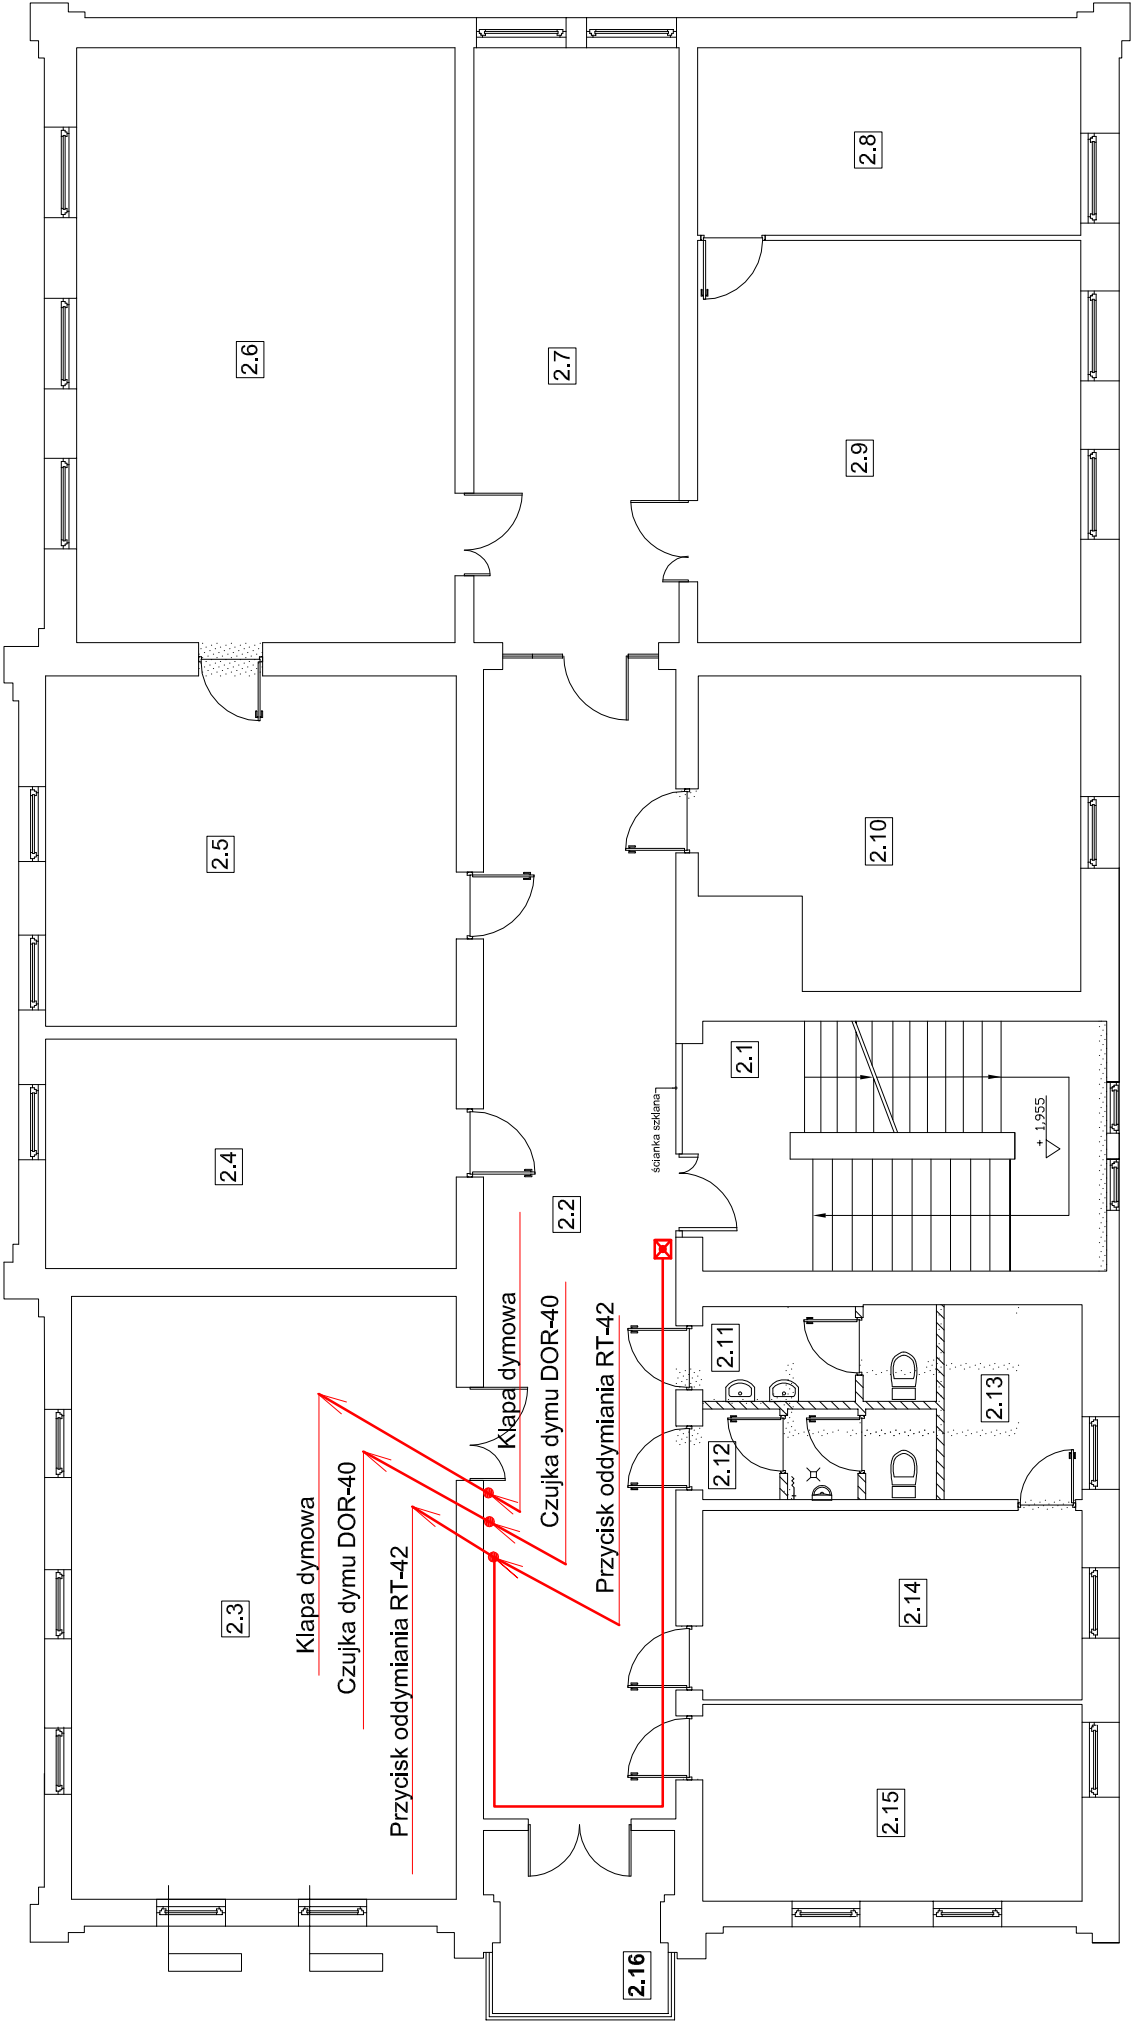 2.3
2.4
2.5
2.6
Klapa dymowa
Czujka dymu DOR-40
Przycisk oddymiania RT-42
Klapa dymowa
Czujka dymu DOR-40
Przycisk oddymiania RT-42
2.2
2.7
ścianka szklana
2.16
2.15
2.14
2.12
2.11
2.13
2.1
+ 1,955
2.10
2.9
2.8